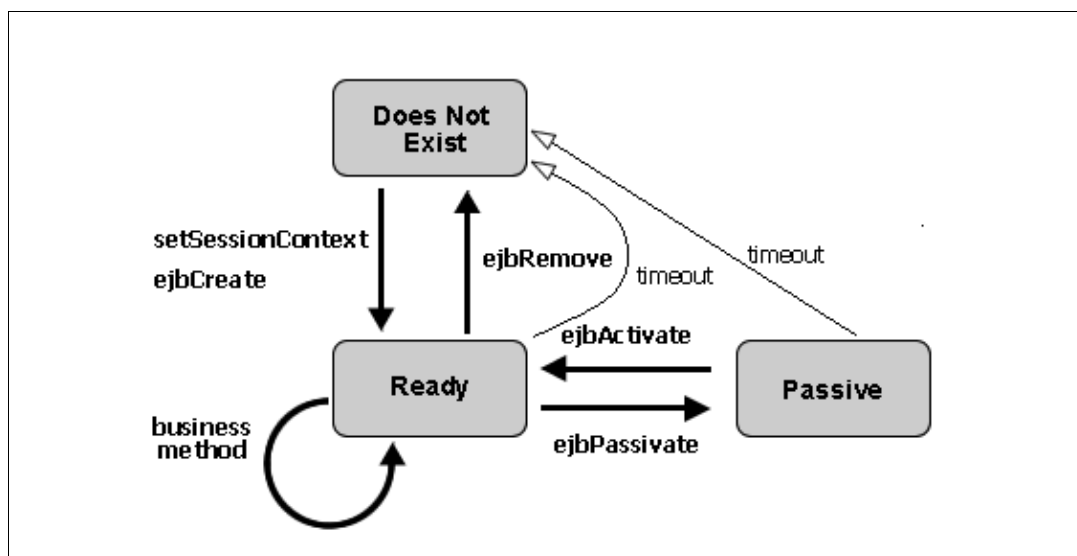 Does Not
Exist
setSessionContext
ejbCreate
ejbRemove
timeout
timeout
ejbActivate
Ready
Passive
business
method
ejbPassivate